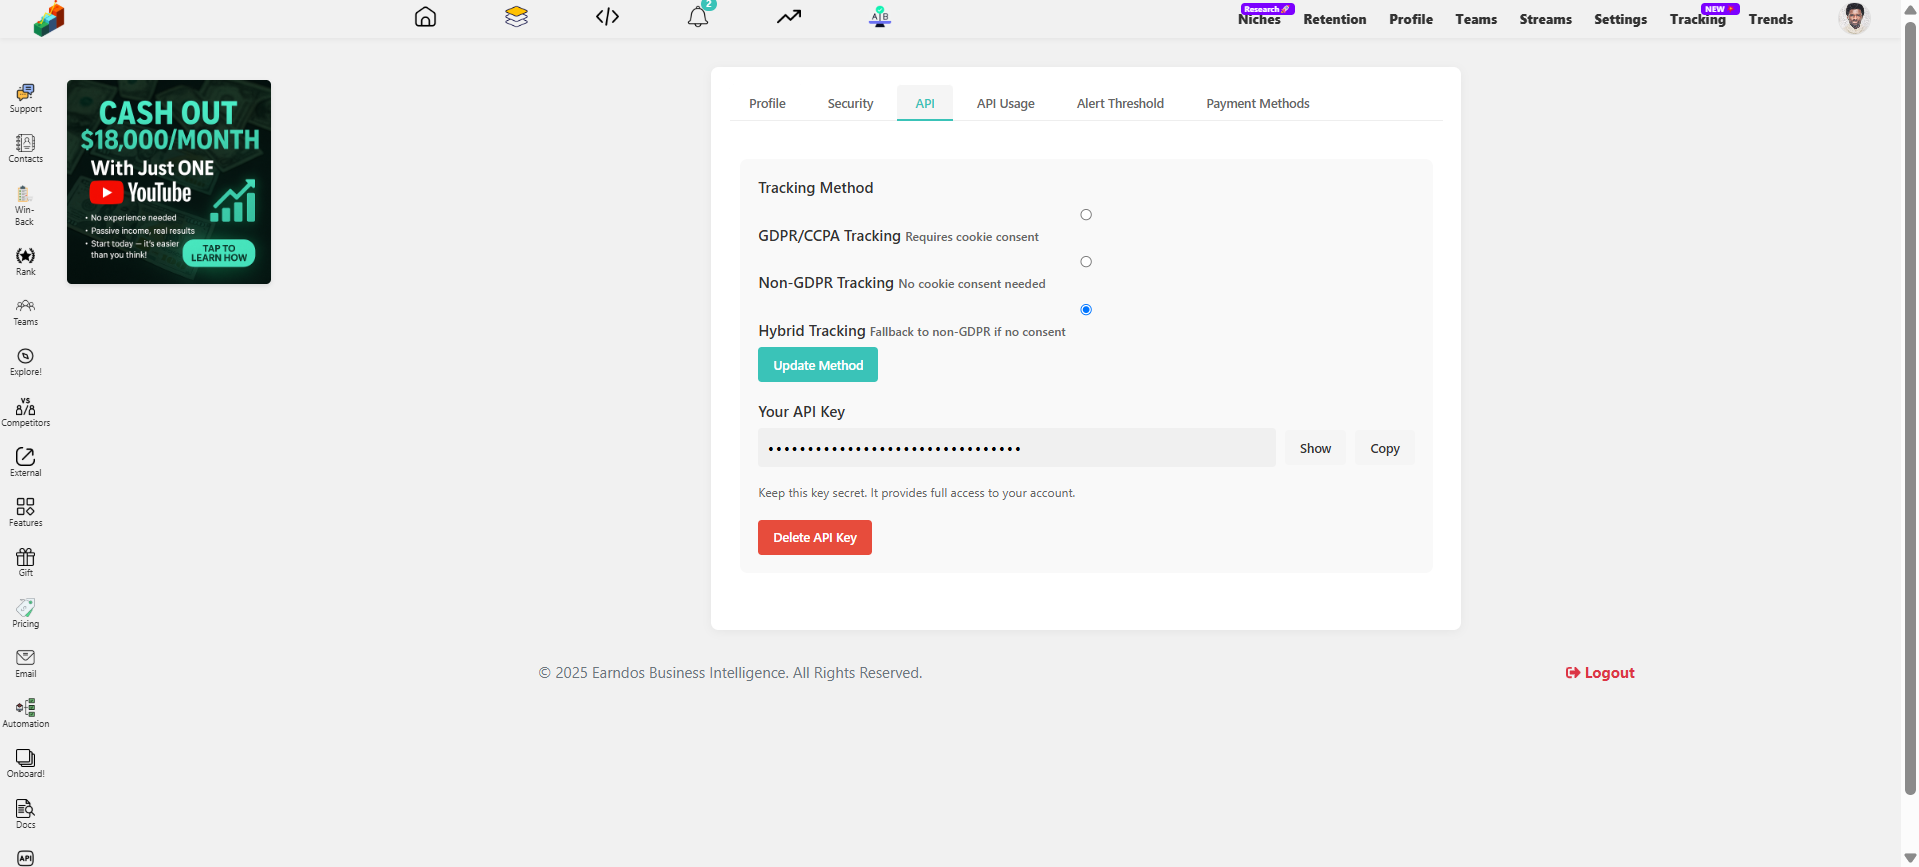 2
Research
Niches
Retention
Profile
Teams
Streams
Settings
NEW
Tracking
Trends
Support
Contacts
Win-
Back
Rank
Teams
Explore!
VS
Competitors
External
Features
Gift
Pricing
Email
Automation
Onboard!
Docs
API
CASH OUT
$18,000/MONTH
With Just ONE
YouTube
• No experience needed
• Passive income, real results
• Start today — it's easier
than you think!
TAP TO
LEARN HOW
Profile
Security
API
API Usage
Alert Threshold
Payment Methods
Tracking Method
GDPR/CCPA Tracking Requires cookie consent
Non-GDPR Tracking No cookie consent needed
Hybrid Tracking Fallback to non-GDPR if no consent
Update Method
Your API Key
Show
Copy
Keep this key secret. It provides full access to your account.
Delete API Key
© 2025 Earndos Business Intelligence. All Rights Reserved.
Logout